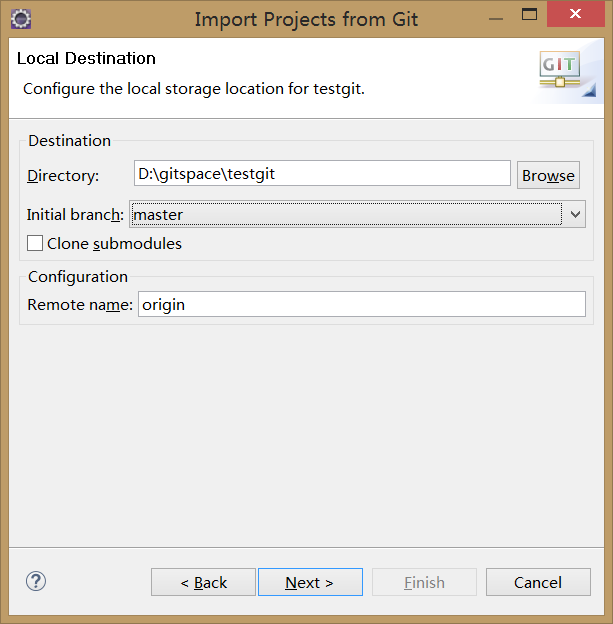 Import Projects from Git
Local Destination
Configure the local storage location for testgit.
GIT
Destination
Directory: D:\gitspace\testgit Browse
Initial branch: master
Clone submodules
Configuration
Remote name: origin
? < Back Next > Finish Cancel